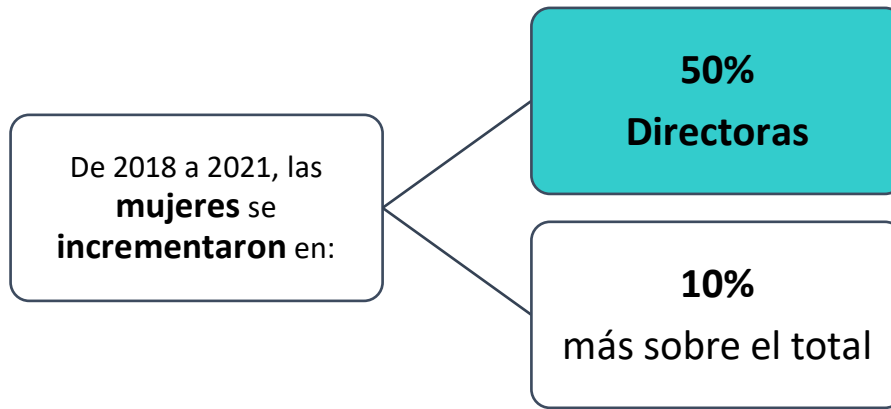 De 2018 a 2021, las
mujeres se
incrementaron en:
50%
Directoras
10%
más sobre el total